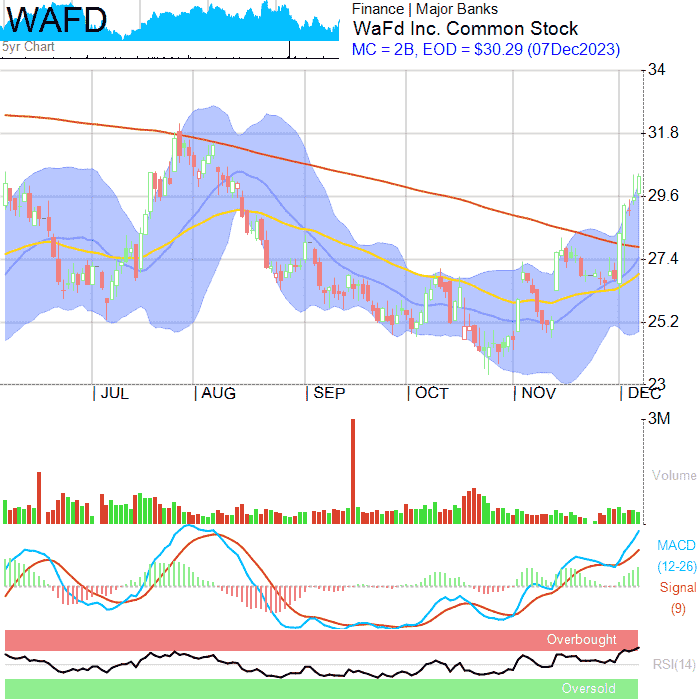 WAFD
5yr Chart
Finance | Major Banks
WaFd Inc. Common Stock
MC = 2B, EOD = $30.29 (07Dec2023)
34
31.8
29.6
27.4
25.2
23
JUL AUG SEP OCT NOV DEC
3M
Volume
MACD
(12-26)
Signal
(9)
Overbought
RSI(14)
Oversold